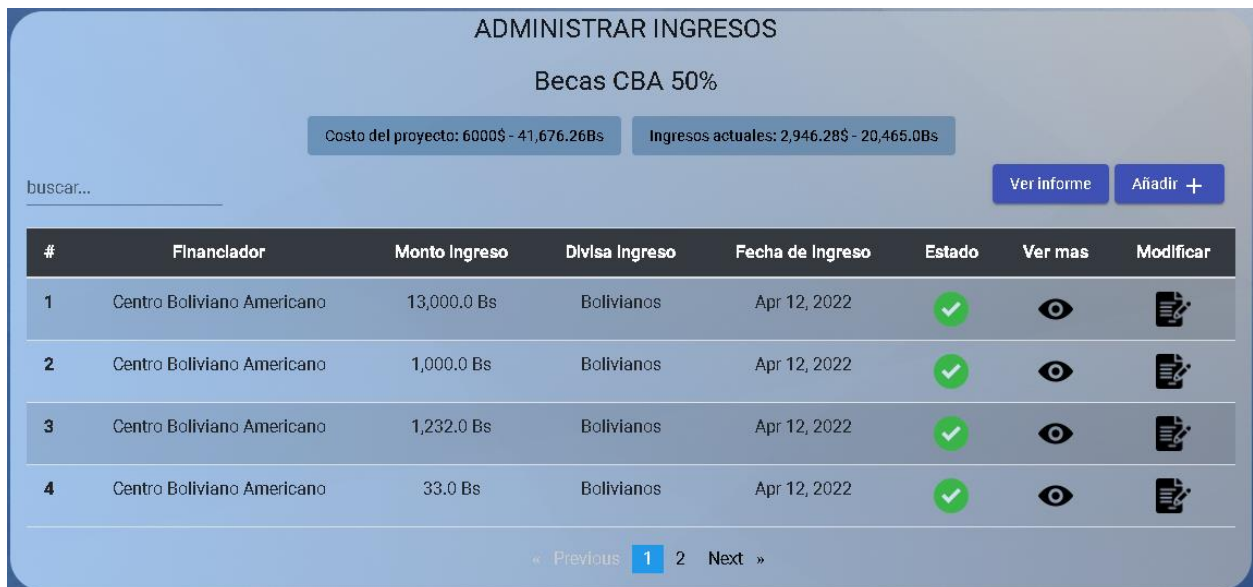 ADMINISTRAR INGRESOS
Becas CBA 50%
Costo del proyecto: 6000$ - 41,676.26Bs Ingresos actuales: 2,946.28$ - 20,465.0Bs
buscar... Ver informe Añadir +
# Financiador Monto Ingreso Divisa Ingreso Fecha de Ingreso Estado Ver mas Modificar
1 Centro Boliviano Americano 13,000.0 Bs Bolivianos Apr 12, 2022
2 Centro Boliviano Americano 1,000.0 Bs Bolivianos Apr 12, 2022
3 Centro Boliviano Americano 1,232.0 Bs Bolivianos Apr 12, 2022
4 Centro Boliviano Americano 33.0 Bs Bolivianos Apr 12, 2022
« Previous 1 2 Next »